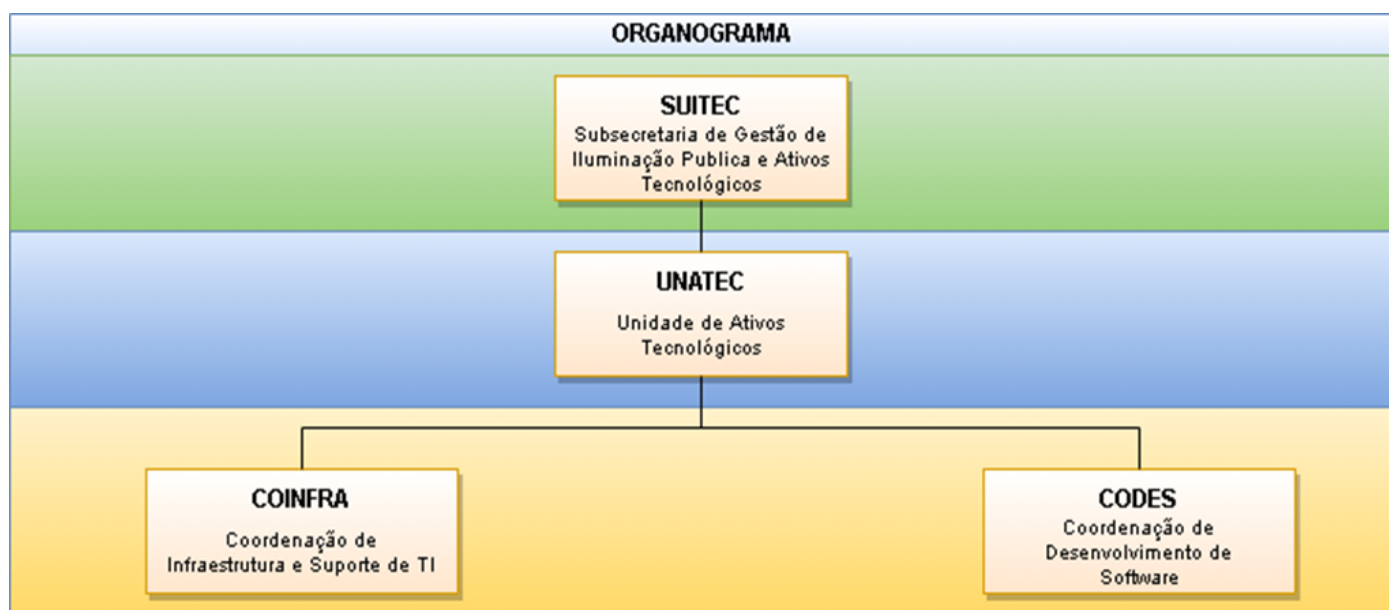 ORGANOGRAMA
SUITEC
Subsecretaria de Gestão de
Iluminação Publica e Ativos
Tecnológicos
UNATEC
Unidade de Ativos
Tecnológicos
COINFRA
Coordenação de
Infraestrutura e Suporte de TI
CODES
Coordenação de
Desenvolvimento de
Software